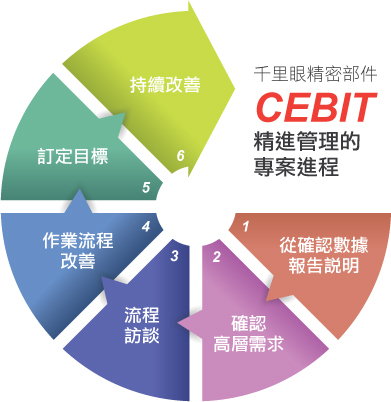 千里眼精密部件
CEBIT
精進管理的
專案進程
1
從確認數據
報告說明
2
確認
高層需求
3
流程
訪談
4
作業流程
改善
5
訂定目標
6
持續改善